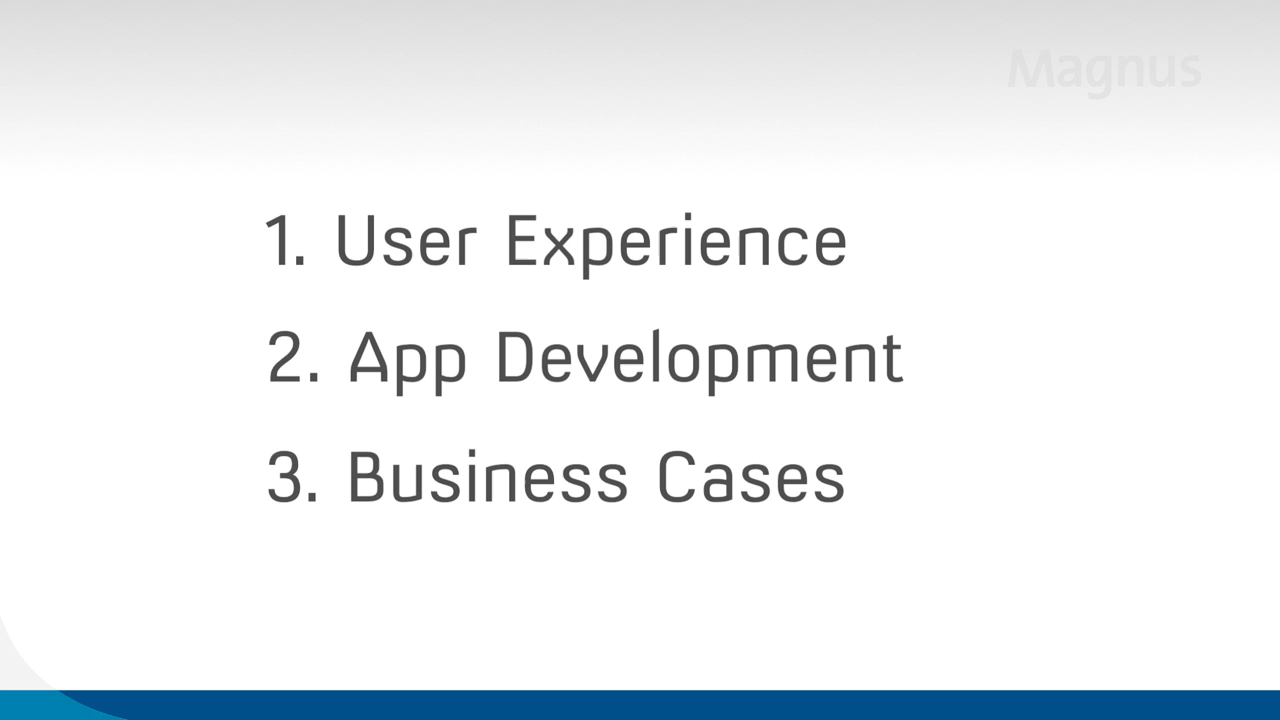 Magnus
1. User Experience
2. App Development
3. Business Cases